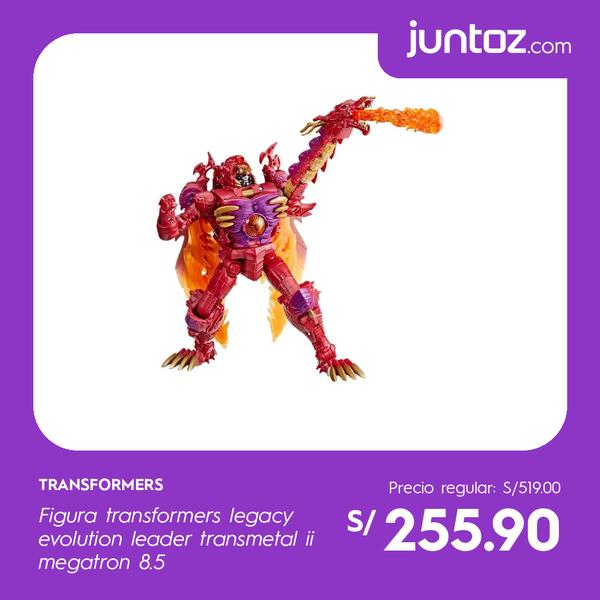 juntoz.com
TRANSFORMERS
Figura transformers legacy
evolution leader transmetal ii
megatron 8.5
Precio regular: S/519.00
S/ 255.90